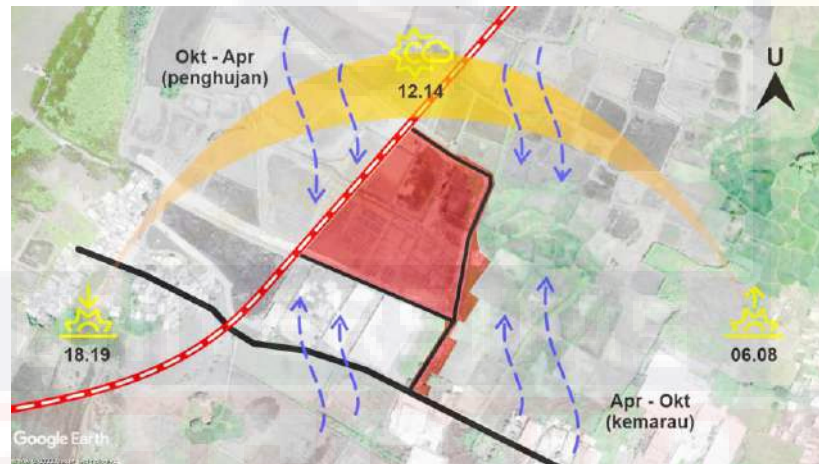 Okt - Apr
(penghujan)
12.14
U
18.19
06.08
Apr - Okt
(kemarau)
Google Earth